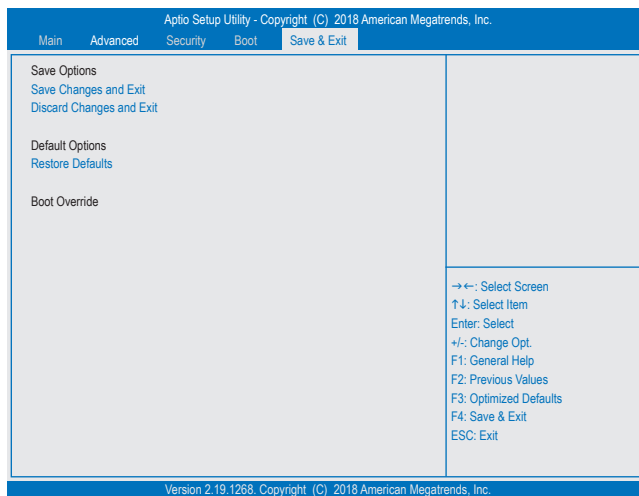 Aptio Setup Utility - Copyright (C) 2018 American Megatrends, Inc.
Main Advanced Security Boot Save & Exit
Save Options
Save Changes and Exit
Discard Changes and Exit
Default Options
Restore Defaults
Boot Override
→←: Select Screen
↑↓: Select Item
Enter: Select
+/-: Change Opt.
F1: General Help
F2: Previous Values
F3: Optimized Defaults
F4: Save & Exit
ESC: Exit
Version 2.19.1268. Copyright (C) 2018 American Megatrends, Inc.